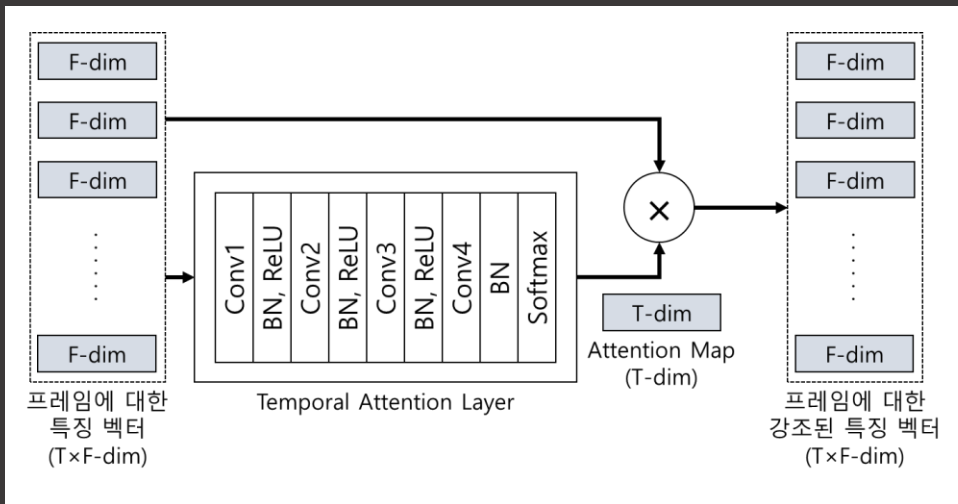 F-dim
F-dim
F-dim
F-dim
프레임에 대한
특징 벡터
(T×F-dim)
Conv1
BN, ReLU
Conv2
BN, ReLU
Conv3
BN, ReLU
Conv4
BN
Softmax
Temporal Attention Layer
×
T-dim
Attention Map
(T-dim)
F-dim
F-dim
F-dim
F-dim
프레임에 대한
강조된 특징 벡터
(T×F-dim)